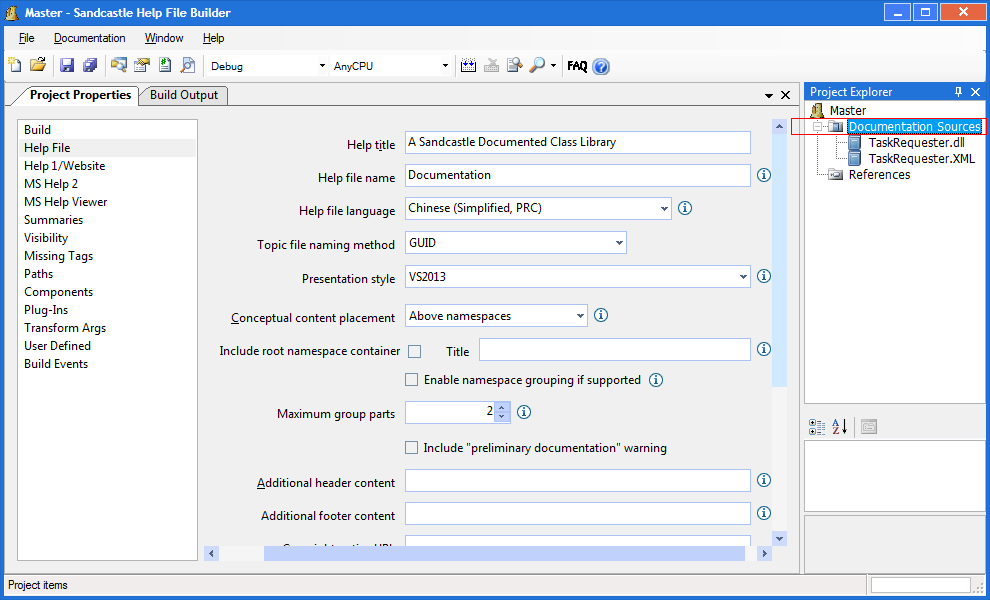 Master - Sandcastle Help File Builder
File Documentation Window Help
Debug AnyCPU FAQ
Project Properties Build Output
Build
Help File
Help 1/Website
MS Help 2
MS Help Viewer
Summaries
Visibility
Missing Tags
Paths
Components
Plug-Ins
Transform Args
User Defined
Build Events
Help title A Sandcastle Documented Class Library
Help file name Documentation
Help file language Chinese (Simplified, PRC)
Topic file naming method GUID
Presentation style VS2013
Conceptual content placement Above namespaces
Include root namespace container Title
Enable namespace grouping if supported
Maximum group parts 2
Include "preliminary documentation" warning
Additional header content
Additional footer content
Project Explorer
Master
Documentation Sources
TaskRequester.dll
TaskRequester.XML
References
Project items